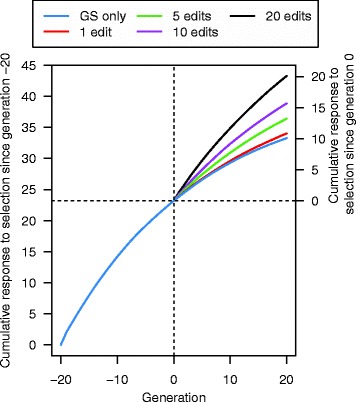 GS only 5 edits 20 edits
1 edit 10 edits
Cumulative response to selection since generation −20
45
40
35
30
25
20
15
10
5
0
20
15
10
5
0
Cumulative response to
selection since generation 0
−20 −10 0 10 20
Generation